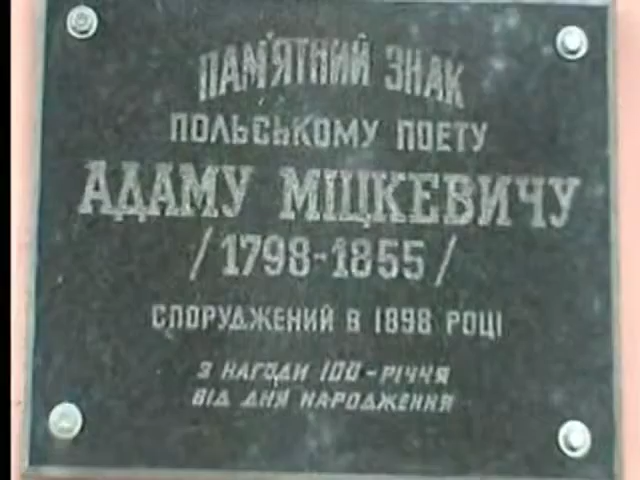 ПАМ'ЯТНИЙ ЗНАК
ПОЛЬСЬКОМУ ПОЕТУ
АДАМУ МІЦКЕВИЧУ
/1798-1855/
СПОРУДЖЕНИЙ В 1898 РОЦІ
З НАГОДИ 100-РІЧЧЯ
ВІД ДНЯ НАРОДЖЕННЯ